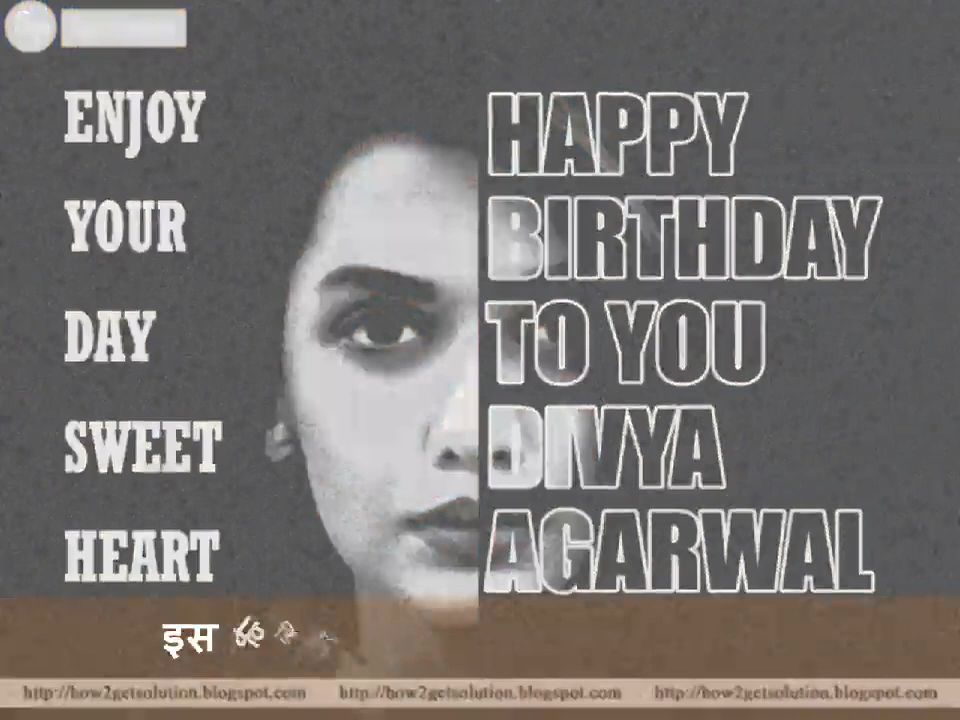 ENJOY
YOUR
DAY
SWEET
HEART
HAPPY
BIRTHDAY
TO YOU
DIVYA
AGARWAL
इस
http://how2getsolution.blogspot.com http://how2getsolution.blogspot.com http://how2getsolution.blogspot.com